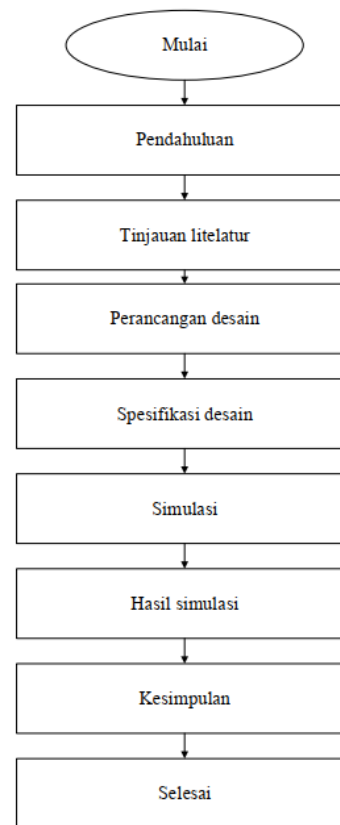 Mulai
Pendahuluan
Tinjauan litelatur
Perancangan desain
Spesifikasi desain
Simulasi
Hasil simulasi
Kesimpulan
Selesai